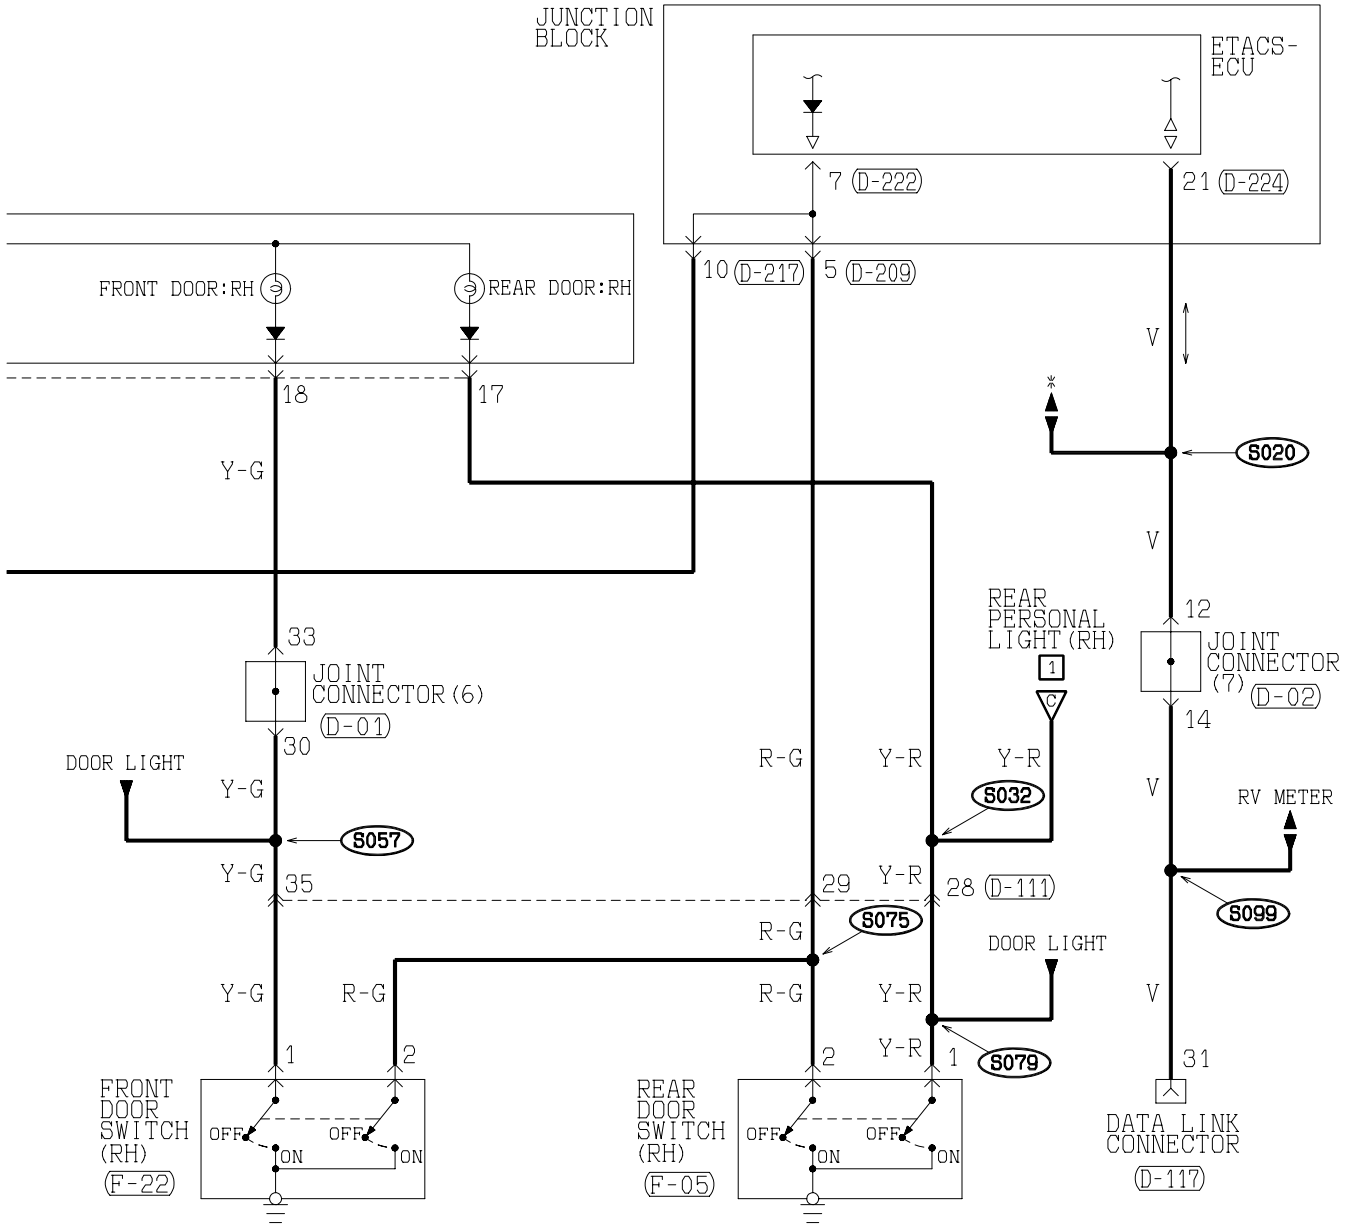 JUNCTION
BLOCK
ETACS-
ECU
7 (D-222)
21 (D-224)
10 (D-217)
5 (D-209)
FRONT DOOR:RH
REAR DOOR:RH
V
18
17
*
Y-G
S020
V
REAR
PERSONAL
LIGHT(RH)
1
C
12
JOINT
CONNECTOR
(7) (D-02)
14
33
JOINT
CONNECTOR(6)
(D-01)
30
DOOR LIGHT
Y-G
R-G
Y-R
Y-R
V
S032
RV METER
S057
Y-G
35
29
Y-R
28 (D-111)
S075
S099
R-G
DOOR LIGHT
Y-G
R-G
R-G
Y-R
V
Y-R
S079
1
2
2
1
31
FRONT
DOOR
SWITCH
(RH)
(F-22)
OFF
ON
OFF
ON
REAR
DOOR
SWITCH
(RH)
(F-05)
OFF
ON
OFF
ON
DATA LINK
CONNECTOR
(D-117)